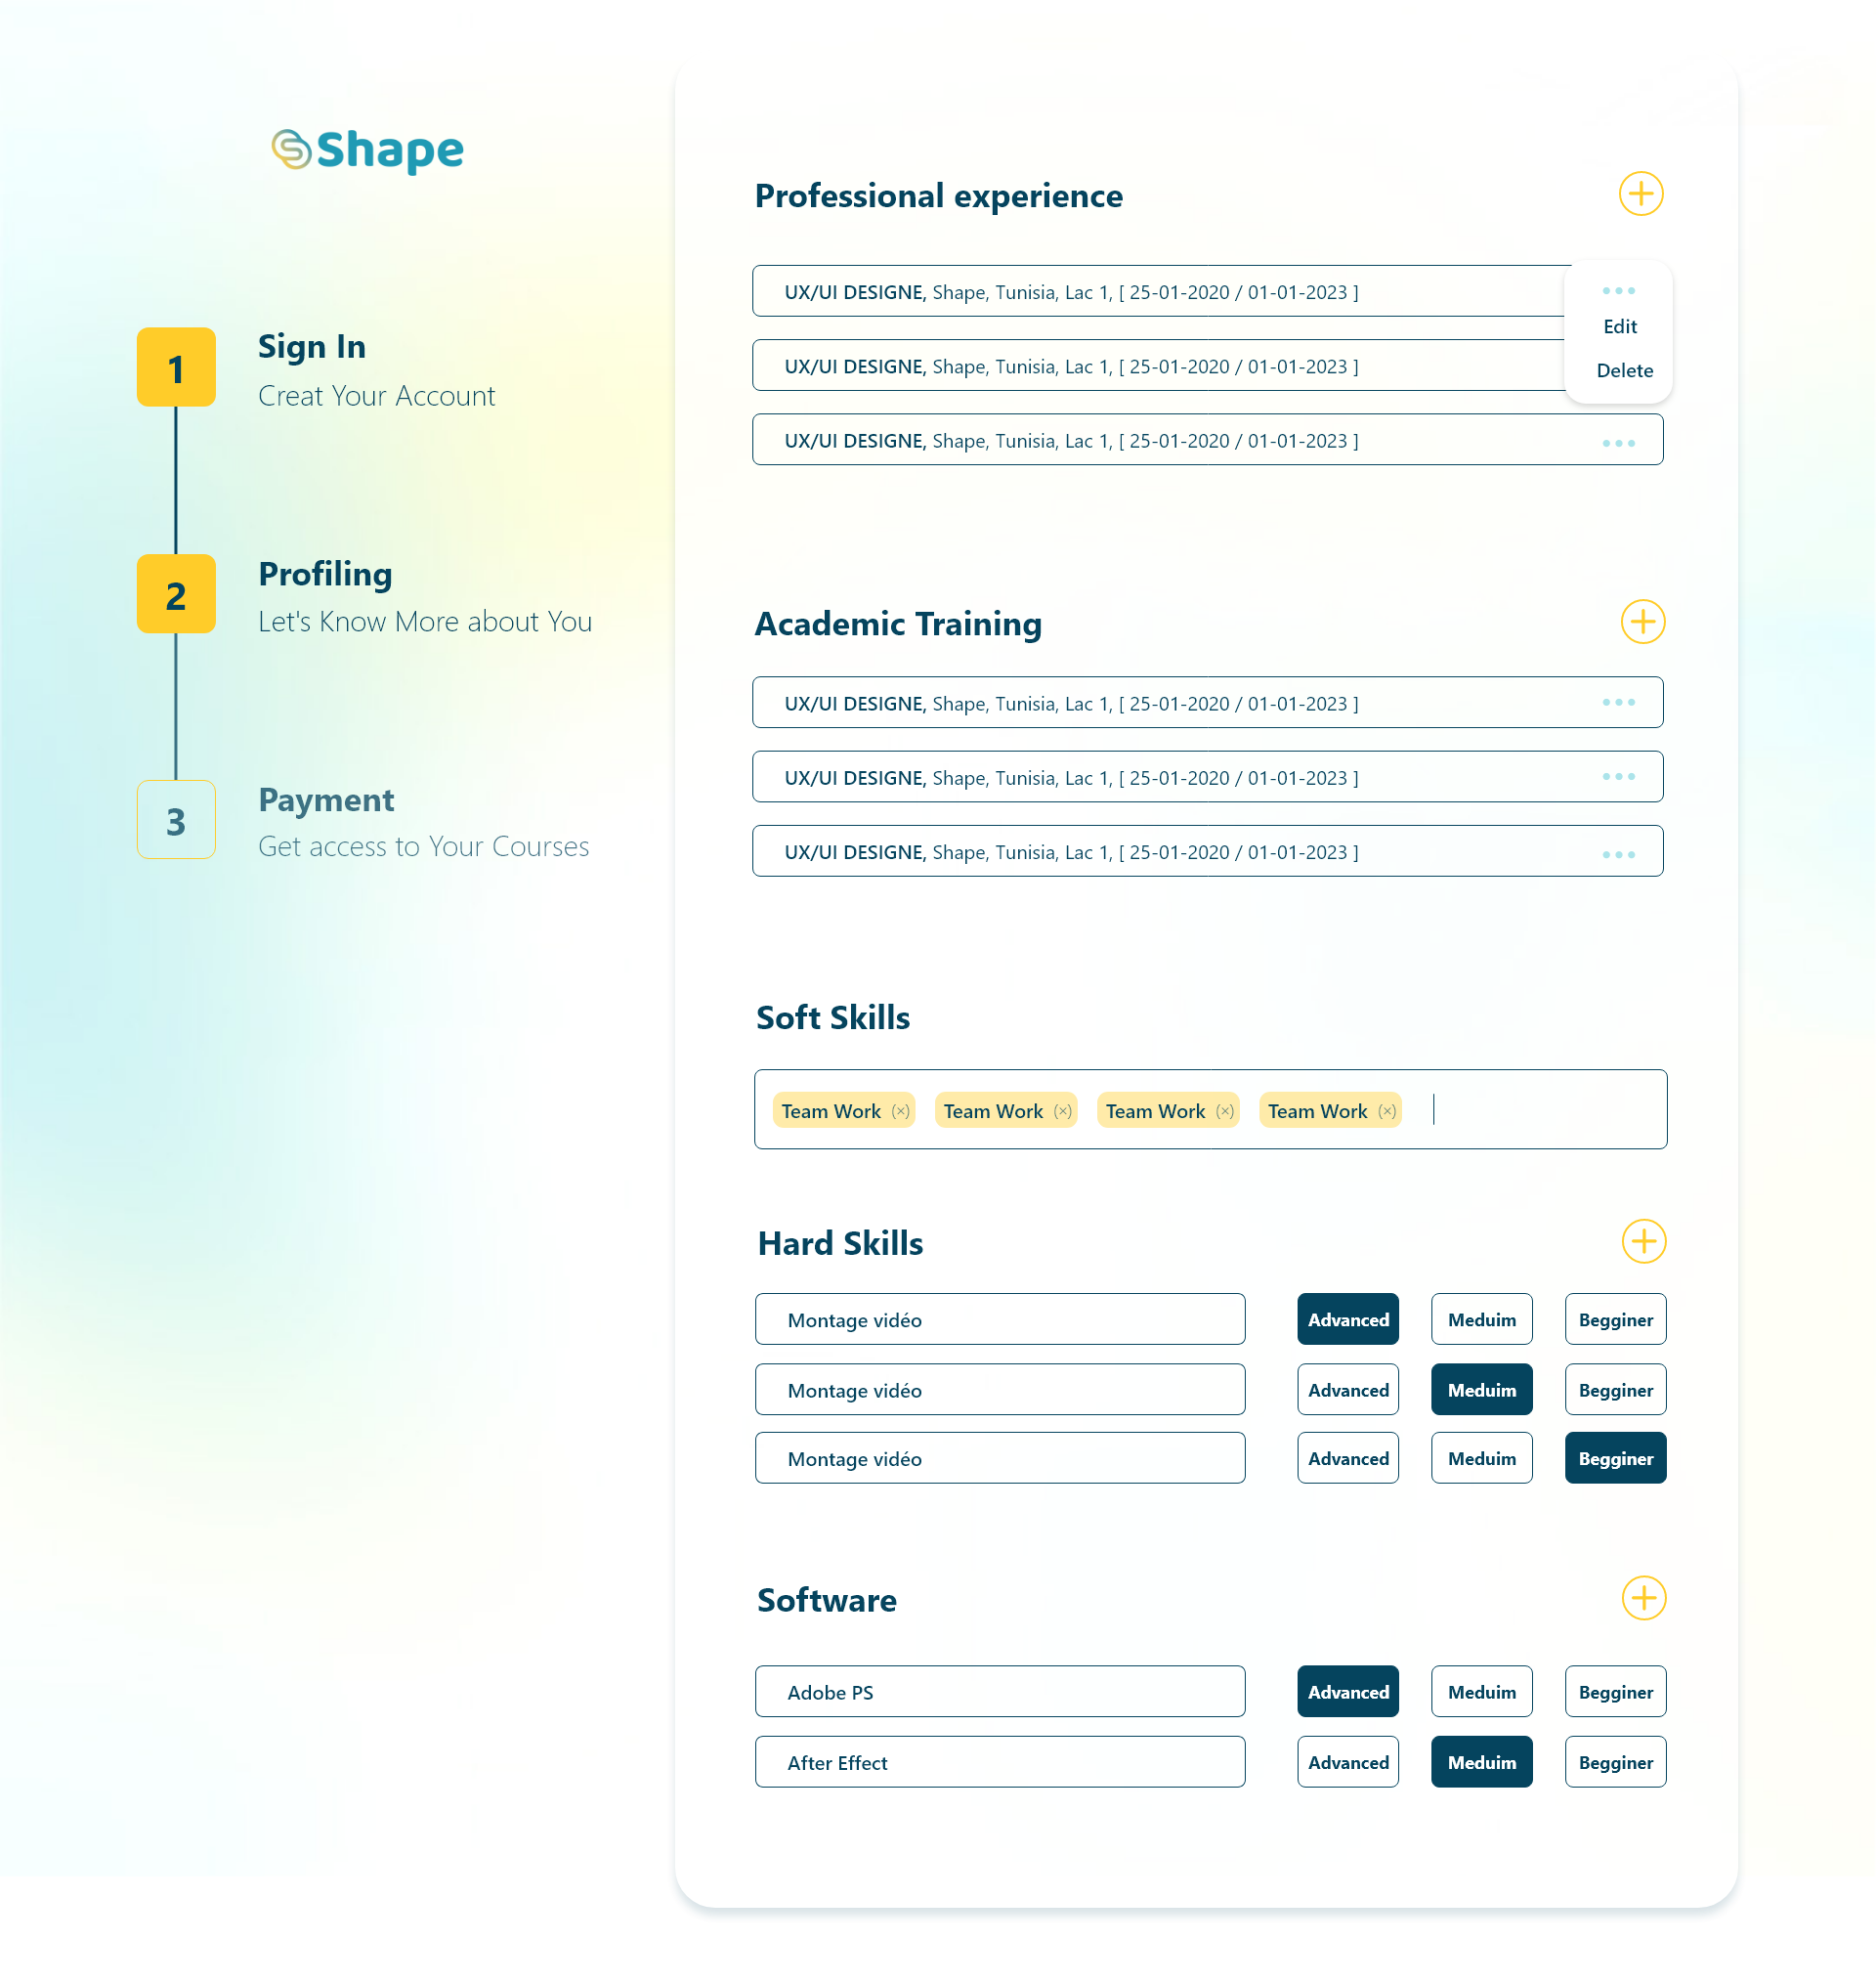 Shape
1
Sign In
Creat Your Account
2
Profiling
Let's Know More about You
3
Payment
Get access to Your Courses
Professional experience
UX/UI DESIGNE, Shape, Tunisia, Lac 1, [ 25-01-2020 / 01-01-2023 ]
Edit
UX/UI DESIGNE, Shape, Tunisia, Lac 1, [ 25-01-2020 / 01-01-2023 ]
Delete
UX/UI DESIGNE, Shape, Tunisia, Lac 1, [ 25-01-2020 / 01-01-2023 ]
Academic Training
UX/UI DESIGNE, Shape, Tunisia, Lac 1, [ 25-01-2020 / 01-01-2023 ]
UX/UI DESIGNE, Shape, Tunisia, Lac 1, [ 25-01-2020 / 01-01-2023 ]
UX/UI DESIGNE, Shape, Tunisia, Lac 1, [ 25-01-2020 / 01-01-2023 ]
Soft Skills
Team Work (×) Team Work (×) Team Work (×) Team Work (×)
Hard Skills
Montage vidéo Advanced Meduim Begginer
Montage vidéo Advanced Meduim Begginer
Montage vidéo Advanced Meduim Begginer
Software
Adobe PS Advanced Meduim Begginer
After Effect Advanced Meduim Begginer